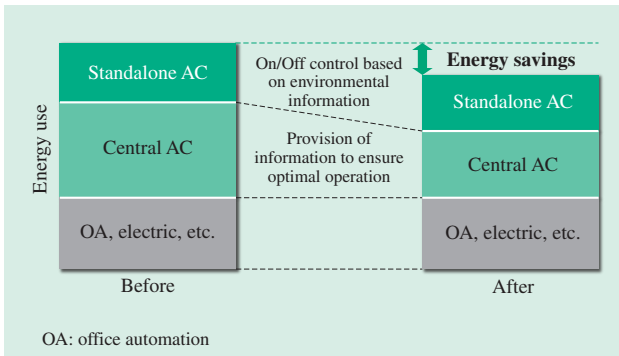 Energy use
Standalone AC
Central AC
OA, electric, etc.
Before
On/Off control based
on environmental
information
Provision of
information to ensure
optimal operation
Energy savings
Standalone AC
Central AC
OA, electric, etc.
After
OA: office automation